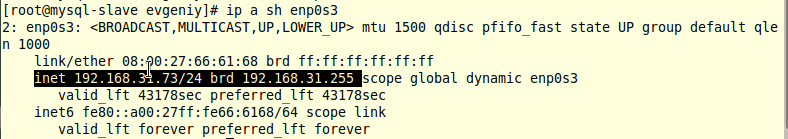 [root@mysql-slave evgeniy]# ip a sh enp0s3
2: enp0s3: <BROADCAST,MULTICAST,UP,LOWER_UP> mtu 1500 qdisc pfifo_fast state UP group default qle
n 1000
link/ether 08:00:27:66:61:68 brd ff:ff:ff:ff:ff:ff
inet 192.168.31.73/24 brd 192.168.31.255 scope global dynamic enp0s3
valid_lft 43178sec preferred_lft 43178sec
inet6 fe80::a00:27ff:fe66:6168/64 scope link
valid_lft forever preferred_lft forever